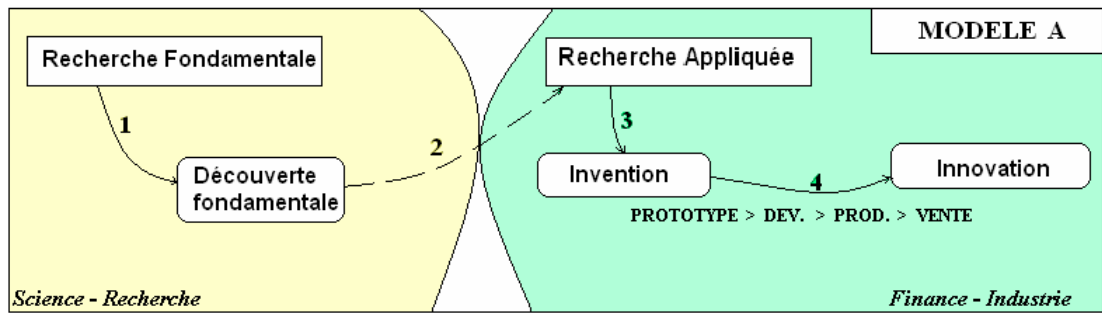 MODELE A
Recherche Fondamentale
Recherche Appliquée
1
2
3
Découverte
fondamentale
Invention
4
Innovation
PROTOTYPE > DEV. > PROD. > VENTE
Science - Recherche
Finance - Industrie